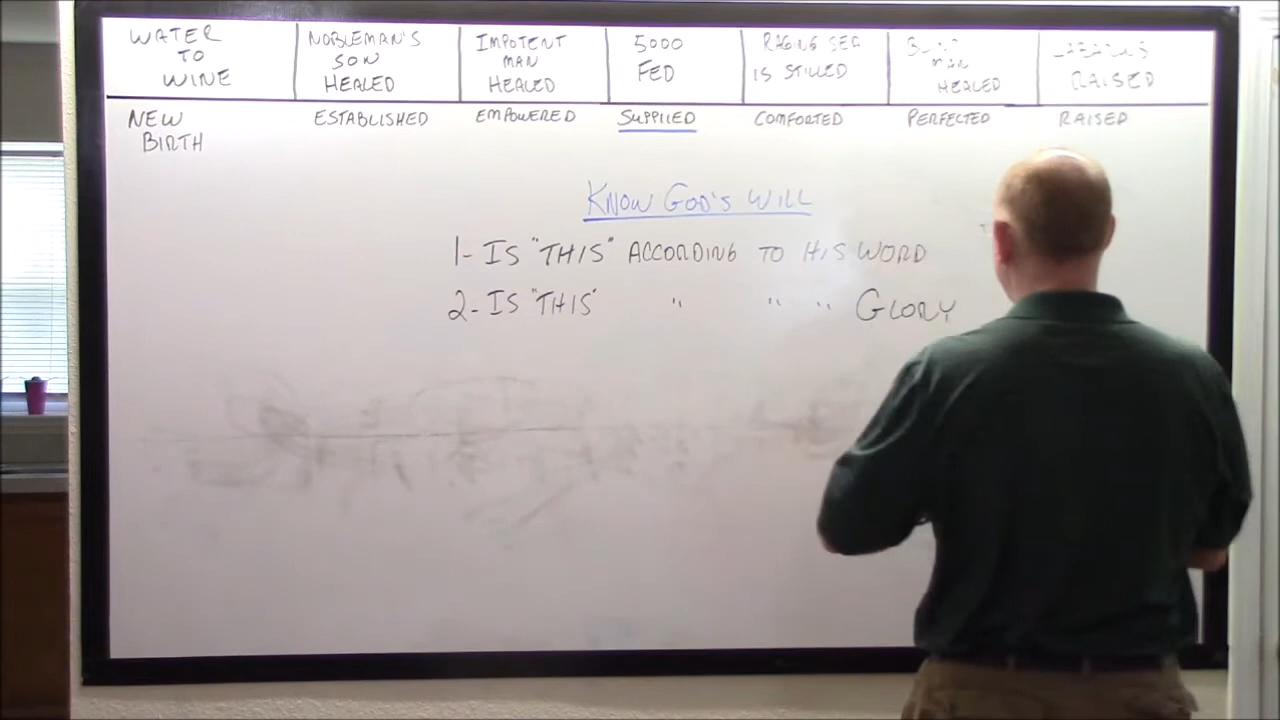 WATER
TO
WINE
NOBLEMAN'S
SON
HEALED
IMPOTENT
MAN
HEALED
5000
FED
RAGING SEA
IS STILLED
MAN
HEALED
RAISED
NEW
BIRTH
ESTABLISHED
EMPOWERED
SUPPLIED
COMFORTED
PERFECTED
RAISED
KNOW GOD'S WILL
1- IS "THIS" ACCORDING TO HIS WORD
2- IS "THIS" " " " GLORY